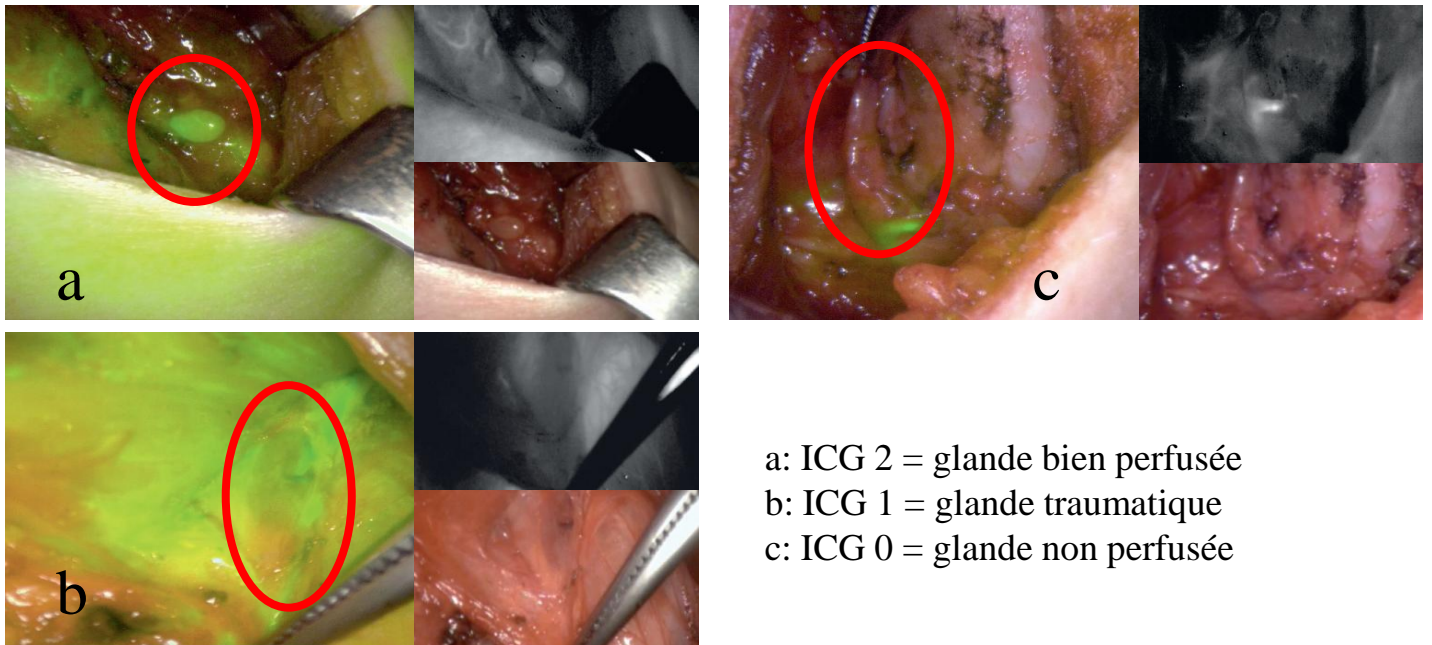 a
c
b
a: ICG 2 = glande bien perfusée
b: ICG 1 = glande traumatique
c: ICG 0 = glande non perfusée